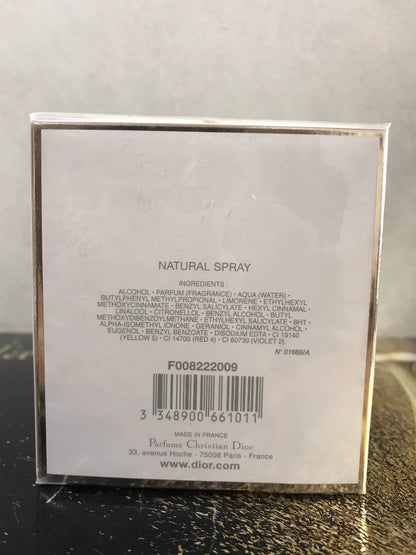 NATURAL SPRAY
INGREDIENTS :
ALCOHOL • PARFUM (FRAGRANCE) • AQUA (WATER) •
BUTYLPHENYL METHYLPROPIONAL • LIMONENE • ETHYLHEXYL
METHOXYCINNAMATE • BENZYL SALICYLATE • HEXYL CINNAMAL •
LINALOOL • CITRONELLOL • BENZYL ALCOHOL • BUTYL
METHOXYDIBENZOYLMETHANE • ETHYLHEXYL SALICYLATE • BHT •
ALPHA-ISOMETHYL IONONE • GERANIOL • CINNAMYL ALCOHOL •
EUGENOL • BENZYL BENZOATE • DISODIUM EDTA • CI 19140
(YELLOW 5) • CI 14700 (RED 4) • CI 60730 (VIOLET 2).
N° 01669/A
F008222009
3 348900 661011
MADE IN FRANCE
Parfums Christian Dior
33, avenue Hoche - 75008 Paris - France
www.dior.com